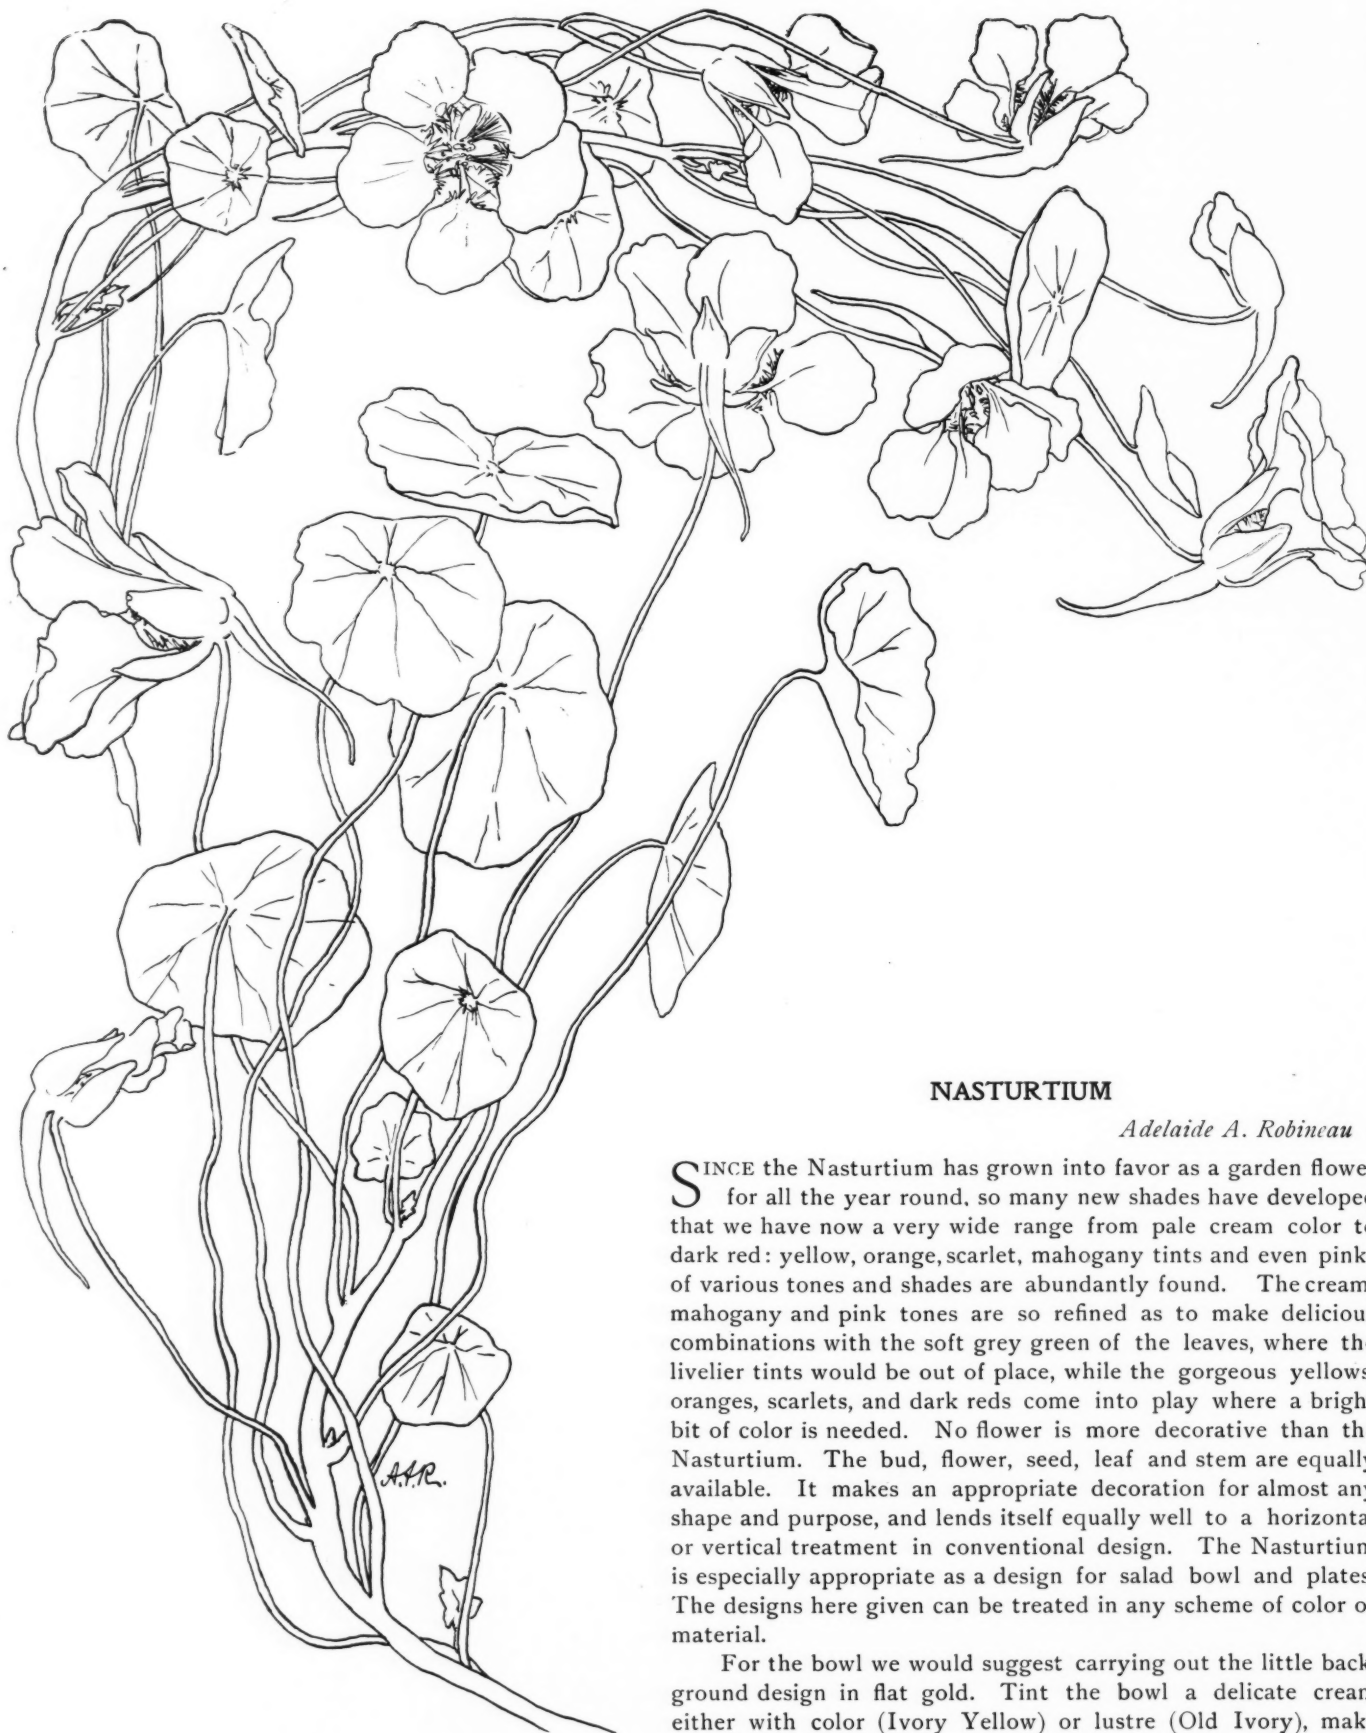 NASTURTIUM
Adelaide A. Robineau
SINCE the Nasturtium has grown into favor as a garden flowe
for all the year round, so many new shades have develope
that we have now a very wide range from pale cream color t
dark red: yellow, orange, scarlet, mahogany tints and even pink
of various tones and shades are abundantly found. The cream
mahogany and pink tones are so refined as to make deliciou
combinations with the soft grey green of the leaves, where th
livelier tints would be out of place, while the gorgeous yellows
oranges, scarlets, and dark reds come into play where a brigh
bit of color is needed. No flower is more decorative than th
Nasturtium. The bud, flower, seed, leaf and stem are equall
available. It makes an appropriate decoration for almost an
shape and purpose, and lends itself equally well to a horizonta
or vertical treatment in conventional design. The Nasturtium
is especially appropriate as a design for salad bowl and plates
The designs here given can be treated in any scheme of color o
material.
For the bowl we would suggest carrying out the little back
ground design in flat gold. Tint the bowl a delicate cream
either with color (Ivory Yellow) or lustre (Old Ivory), mak
A.A.R.